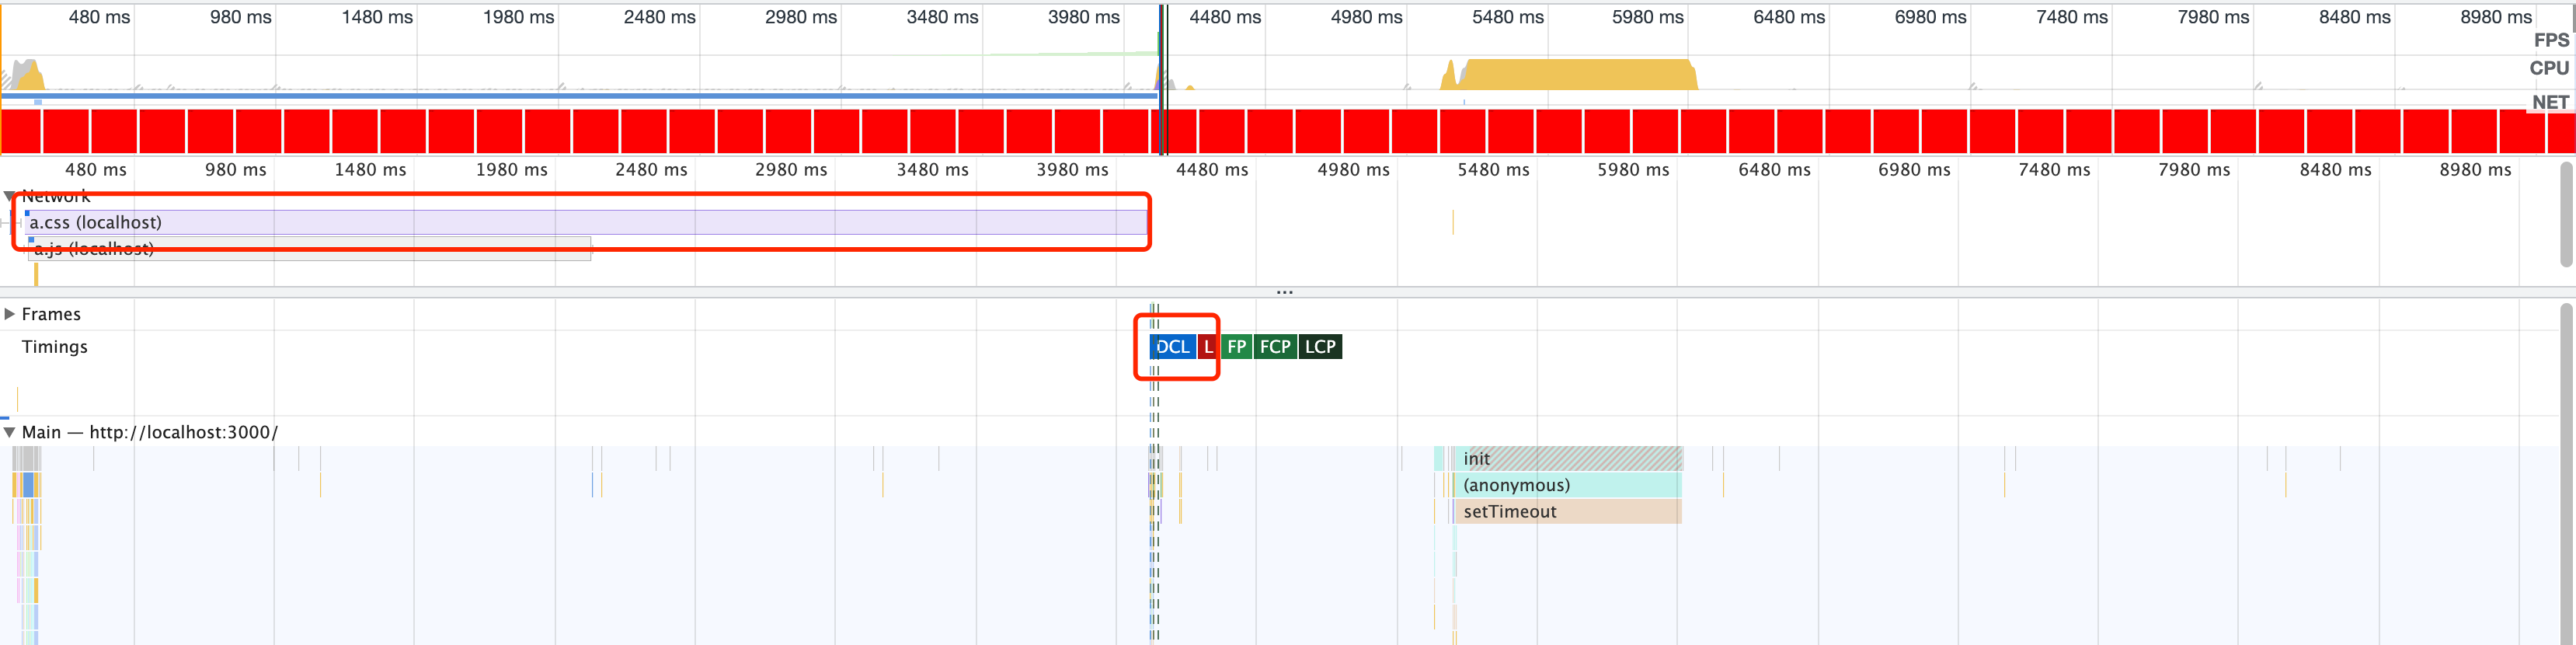 480 ms 980 ms 1480 ms 1980 ms 2480 ms 2980 ms 3480 ms 3980 ms 4480 ms 4980 ms 5480 ms 5980 ms 6480 ms 6980 ms 7480 ms 7980 ms 8480 ms 8980 ms
FPS
CPU
NET
480 ms 980 ms 1480 ms 1980 ms 2480 ms 2980 ms 3480 ms 3980 ms 4480 ms 4980 ms 5480 ms 5980 ms 6480 ms 6980 ms 7480 ms 7980 ms 8480 ms 8980 ms
Network
a.css (localhost)
a.js (localhost)
...
Frames
Timings DCL L FP FCP LCP
Main — http://localhost:3000/
init
(anonymous)
setTimeout